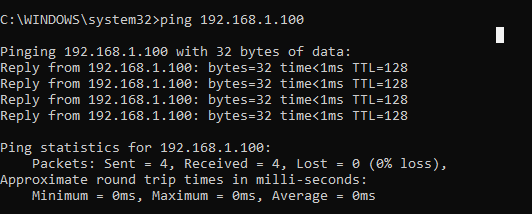 C:\WINDOWS\system32>ping 192.168.1.100
Pinging 192.168.1.100 with 32 bytes of data:
Reply from 192.168.1.100: bytes=32 time<1ms TTL=128
Reply from 192.168.1.100: bytes=32 time<1ms TTL=128
Reply from 192.168.1.100: bytes=32 time<1ms TTL=128
Reply from 192.168.1.100: bytes=32 time<1ms TTL=128
Ping statistics for 192.168.1.100:
    Packets: Sent = 4, Received = 4, Lost = 0 (0% loss),
Approximate round trip times in milli-seconds:
    Minimum = 0ms, Maximum = 0ms, Average = 0ms